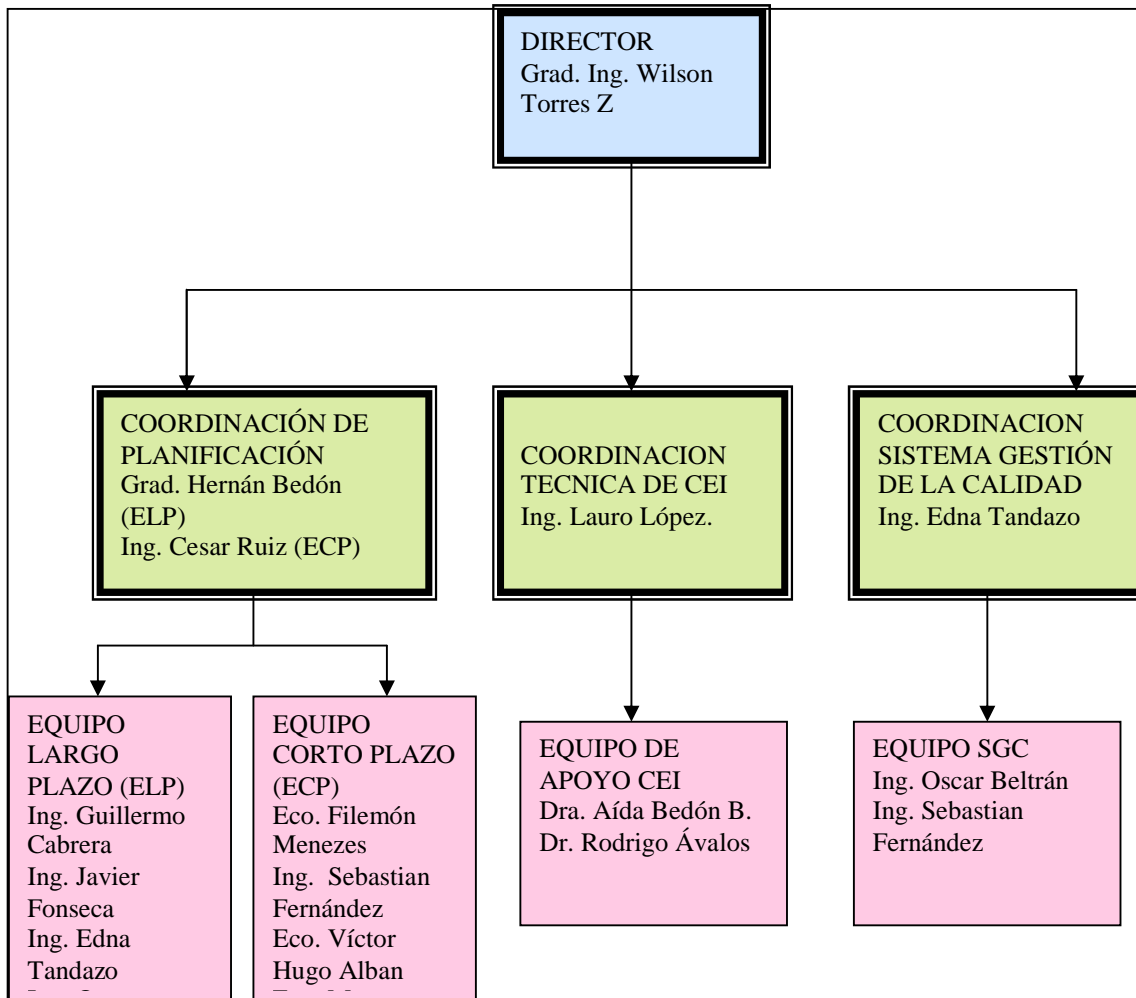 DIRECTOR
Grad. Ing. Wilson
Torres Z
COORDINACIÓN DE
PLANIFICACIÓN
Grad. Hernán Bedón
(ELP)
Ing. Cesar Ruiz (ECP)
COORDINACION
TECNICA DE CEI
Ing. Lauro López.
COORDINACION
SISTEMA GESTIÓN
DE LA CALIDAD
Ing. Edna Tandazo
EQUIPO
LARGO
PLAZO (ELP)
Ing. Guillermo
Cabrera
Ing. Javier
Fonseca
Ing. Edna
Tandazo
EQUIPO
CORTO PLAZO
(ECP)
Eco. Filemón
Menezes
Ing.  Sebastian
Fernández
Eco. Víctor
Hugo Alban
EQUIPO DE
APOYO CEI
Dra. Aída Bedón B.
Dr. Rodrigo Ávalos
EQUIPO SGC
Ing. Oscar Beltrán
Ing. Sebastian
Fernández